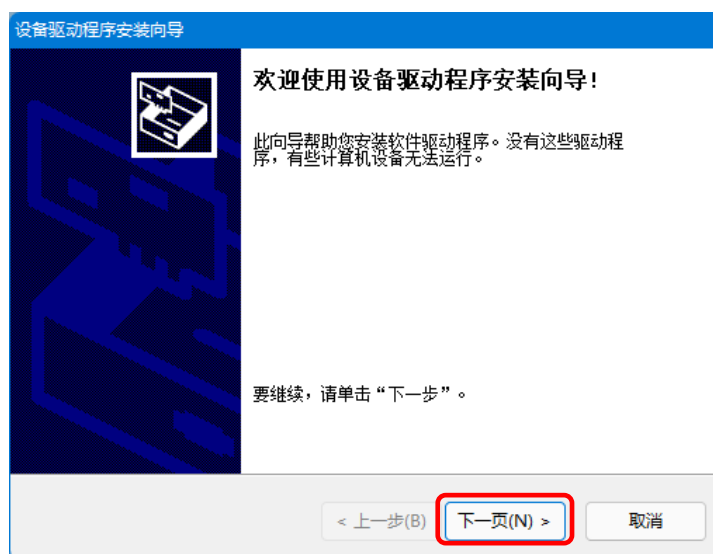 设备驱动程序安装向导
欢迎使用设备驱动程序安装向导!
此向导帮助您安装软件驱动程序。没有这些驱动程
序，有些计算机设备无法运行。
要继续，请单击“下一步”。
< 上一步(B)
下一页(N) >
取消